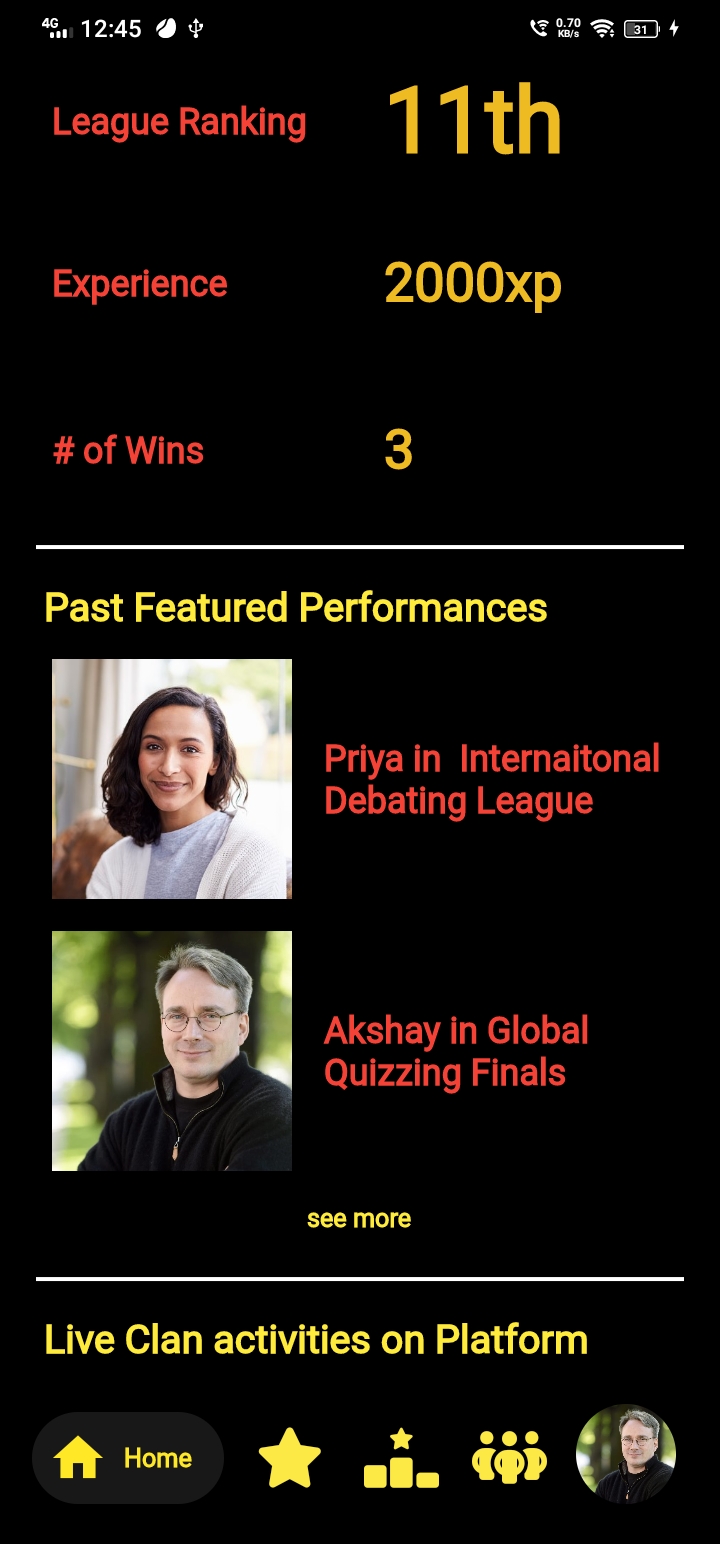 4G 12:45 0.70 KB/s 31
League Ranking 11th
Experience 2000xp
# of Wins 3
Past Featured Performances
Priya in  Internaitonal
Debating League
Akshay in Global
Quizzing Finals
see more
Live Clan activities on Platform
Home